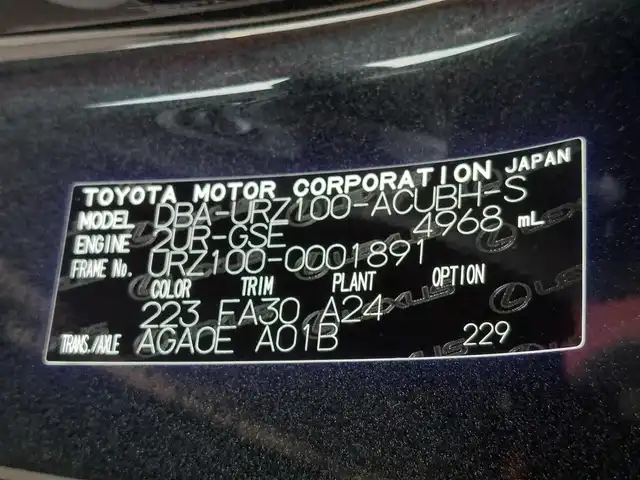 TOYOTA MOTOR CORPORATION JAPAN
MODEL DBA-URZ100-ACUBH-S
ENGINE 2UR-GSE 4968 mL
FRAME No. URZ100-0001891
COLOR TRIM PLANT OPTION
223 EA30 A24
TRANS./AXLE AGA0E A01B 229
LEXUS